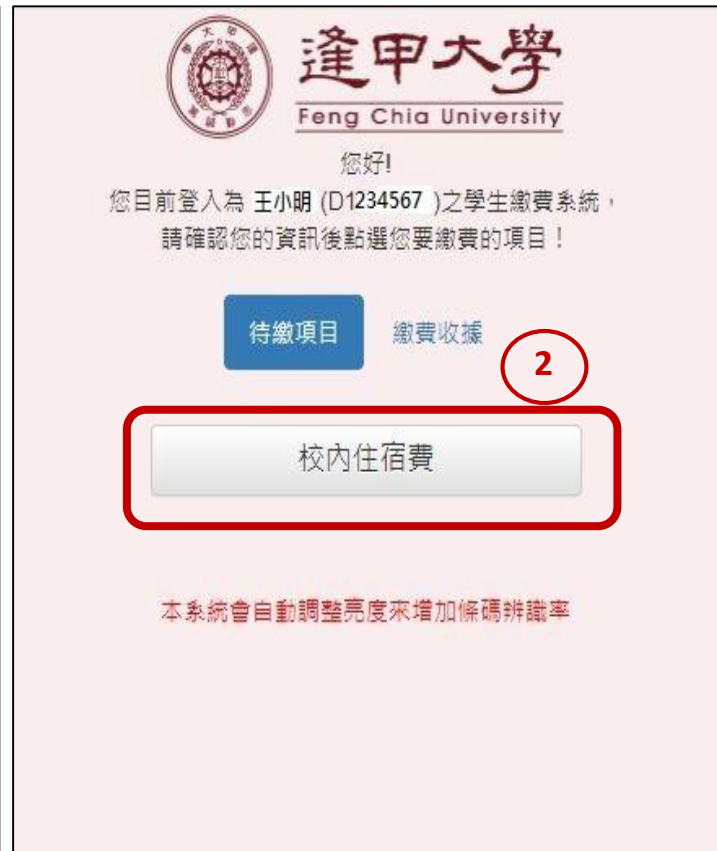 逢甲大學
Feng Chia University
您好!
您目前登入為 王小明 (D1234567 )之學生繳費系統，
請確認您的資訊後點選您要繳費的項目！
待繳項目 繳費收據
2
校內住宿費
本系統會自動調整亮度來增加條碼辨識率